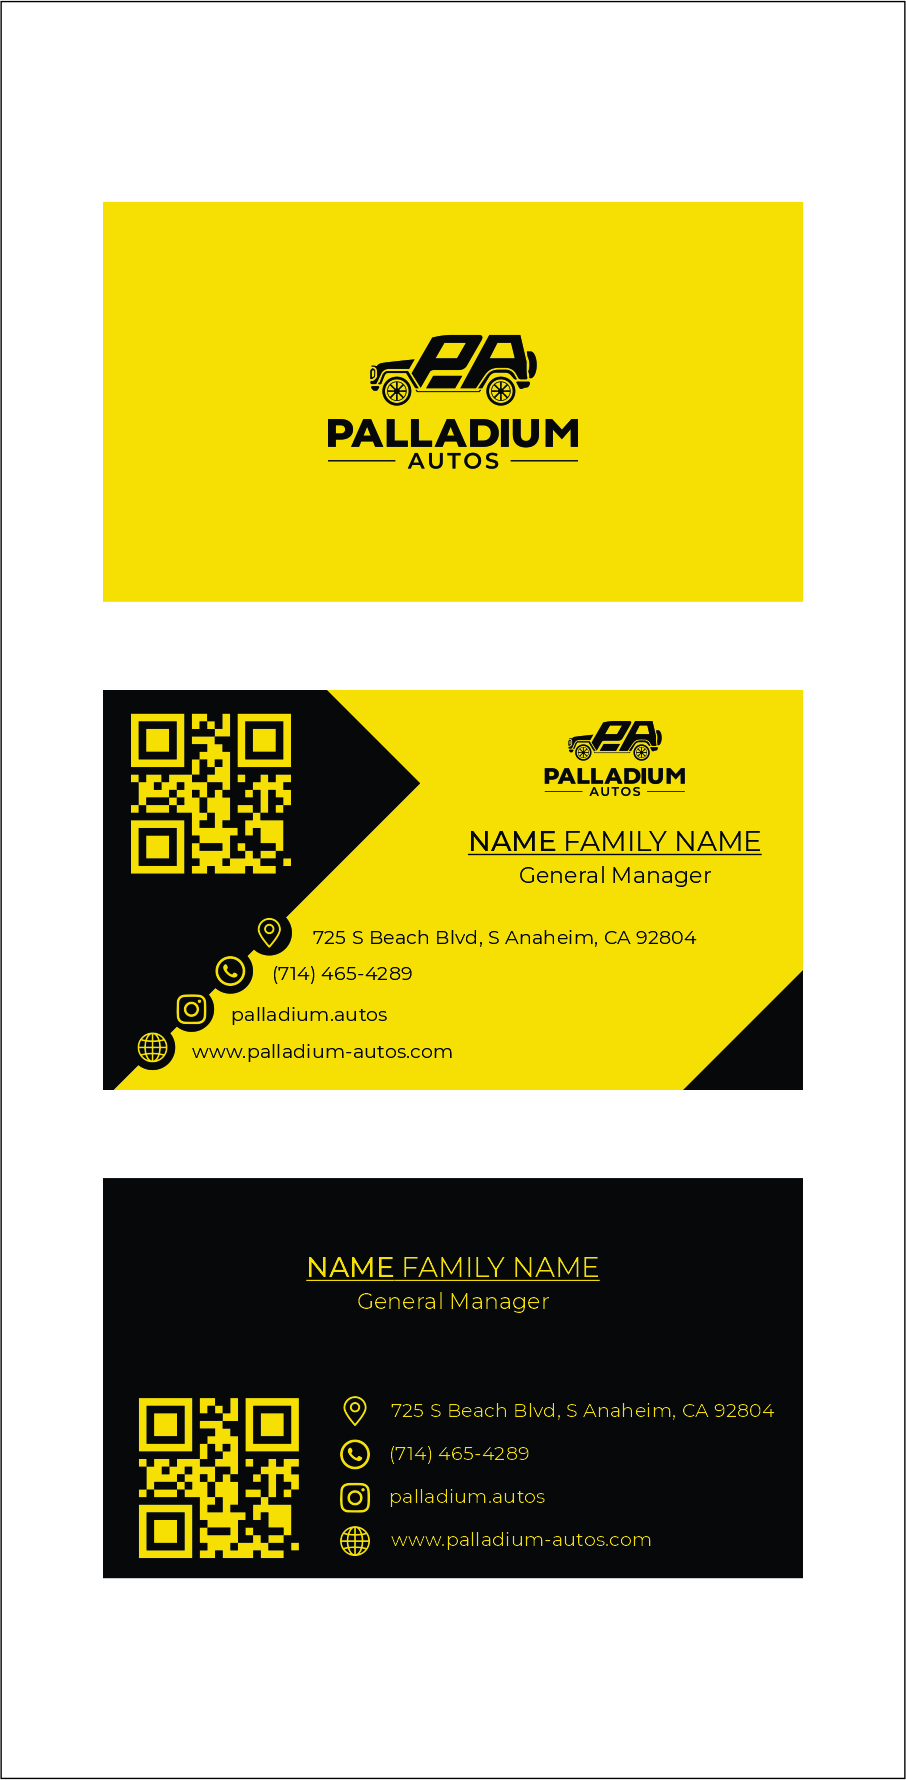 PA
PALLADIUM
AUTOS
PA
PALLADIUM
AUTOS
NAME FAMILY NAME
General Manager
725 S Beach Blvd, S Anaheim, CA 92804
(714) 465-4289
palladium.autos
www.palladium-autos.com
NAME FAMILY NAME
General Manager
725 S Beach Blvd, S Anaheim, CA 92804
(714) 465-4289
palladium.autos
www.palladium-autos.com